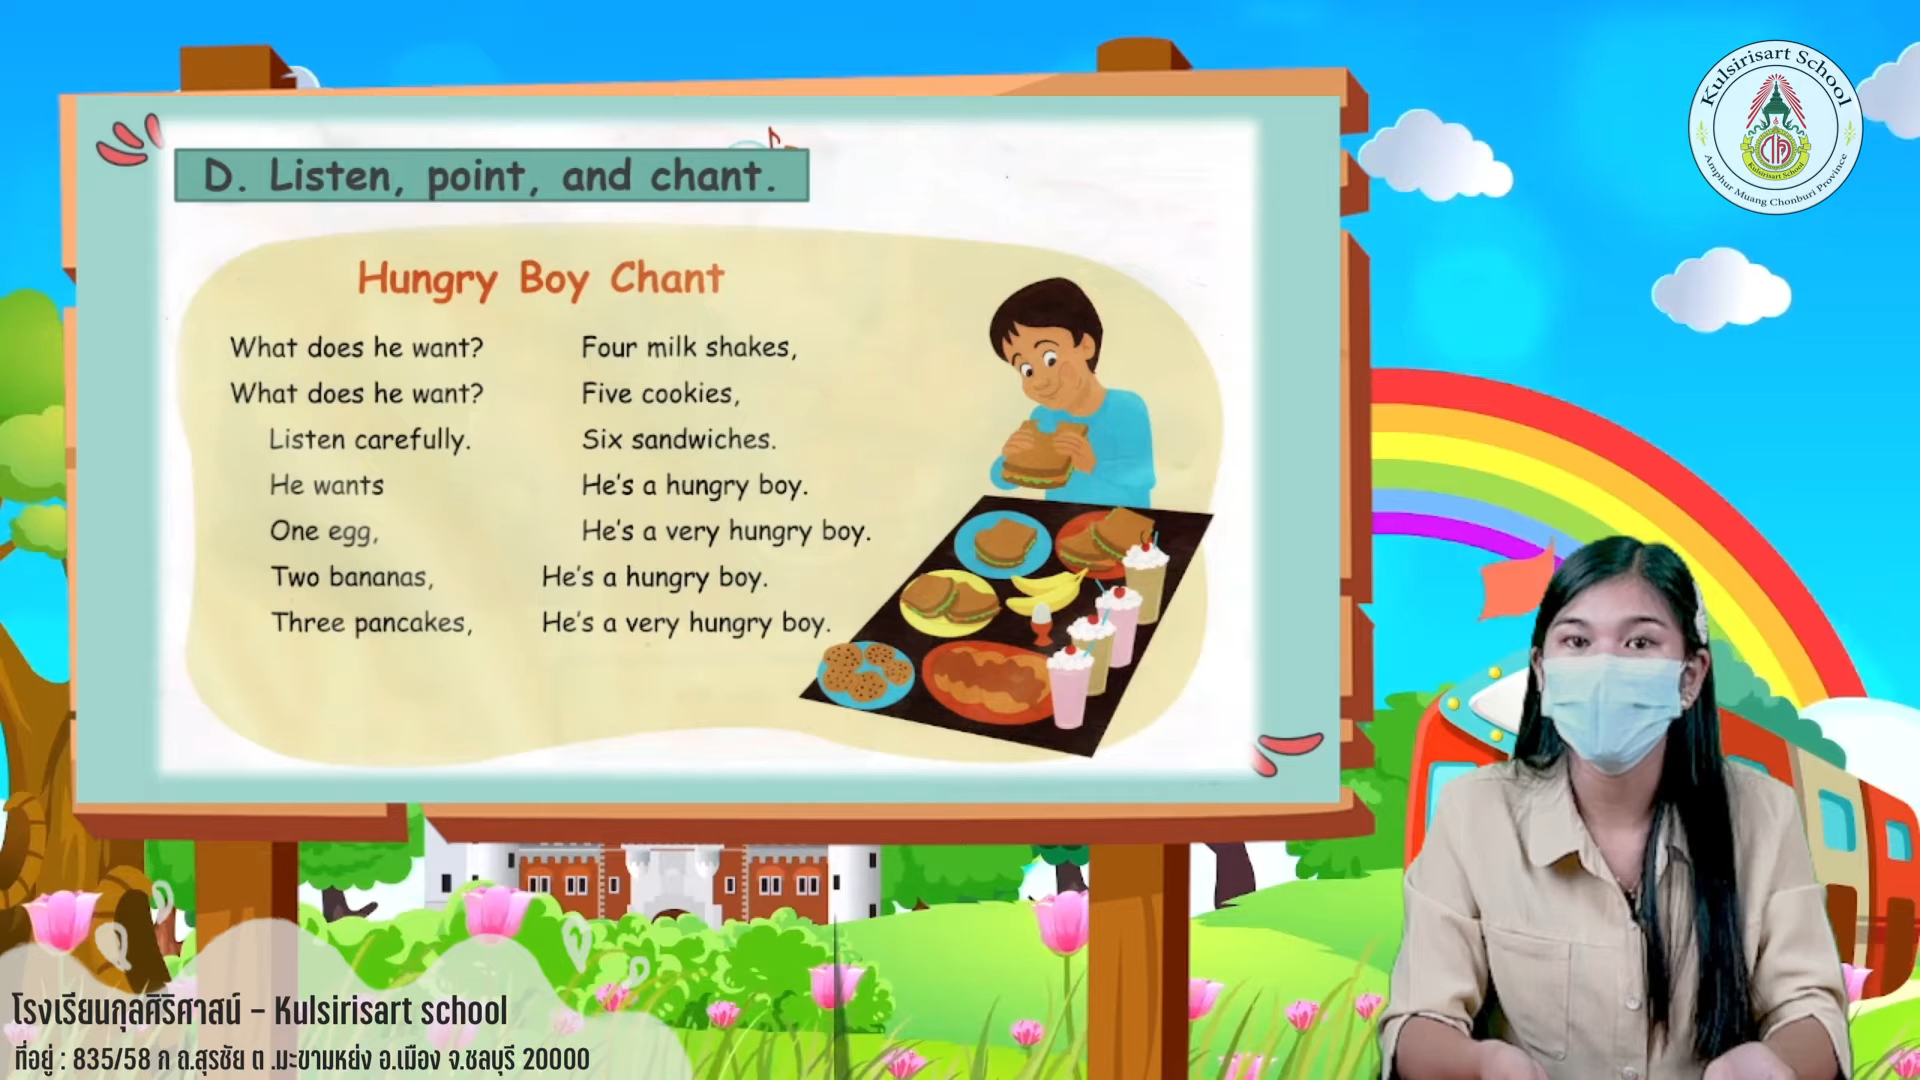 D. Listen, point, and chant.
Hungry Boy Chant
What does he want?
What does he want?
Listen carefully.
He wants
One egg,
Two bananas,
Three pancakes,
Four milk shakes,
Five cookies,
Six sandwiches.
He's a hungry boy.
He's a very hungry boy.
He's a hungry boy.
He's a very hungry boy.
Kulsirisart School
Kulsirisart School
Amphur Muang Chonburi Province
โรงเรียนกุลศิริศาสน์ – Kulsirisart school
ที่อยู่ : 835/58 ก ถ.สุรชัย ต .มะขามหย่ง อ.เมือง จ.ชลบุรี 20000